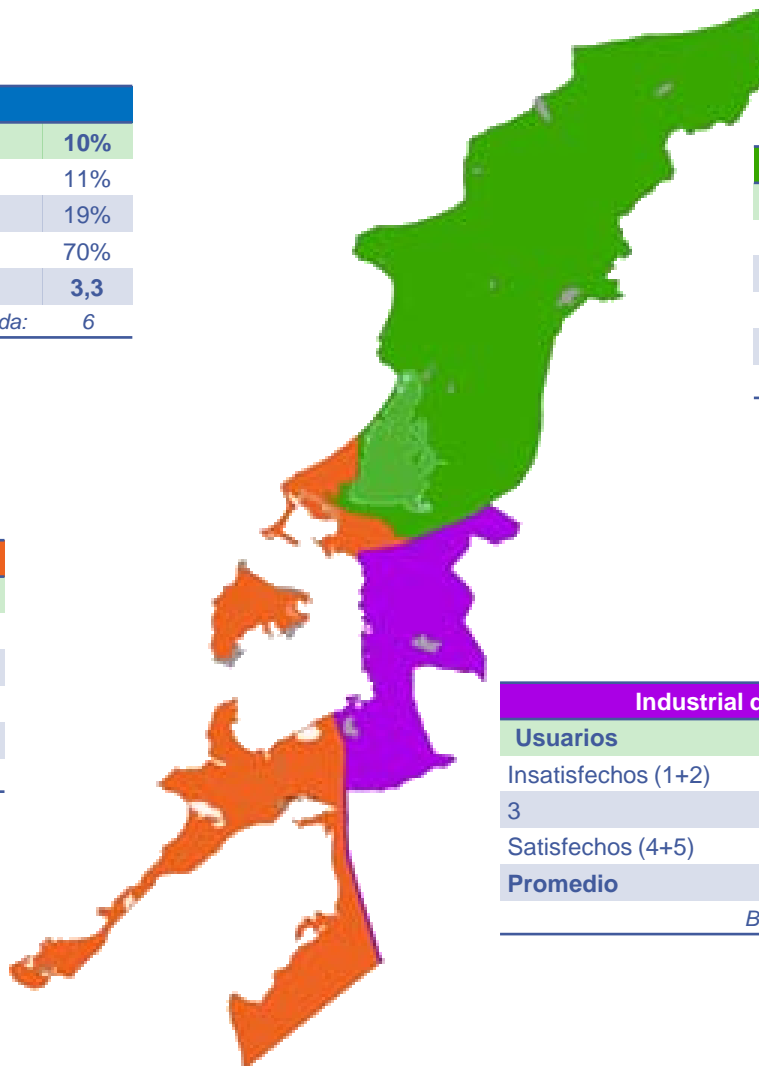 10%
11%
19%
70%
3,3
da: 6
Industrial d
Usuarios
Insatisfechos (1+2)
3
Satisfechos (4+5)
Promedio
B